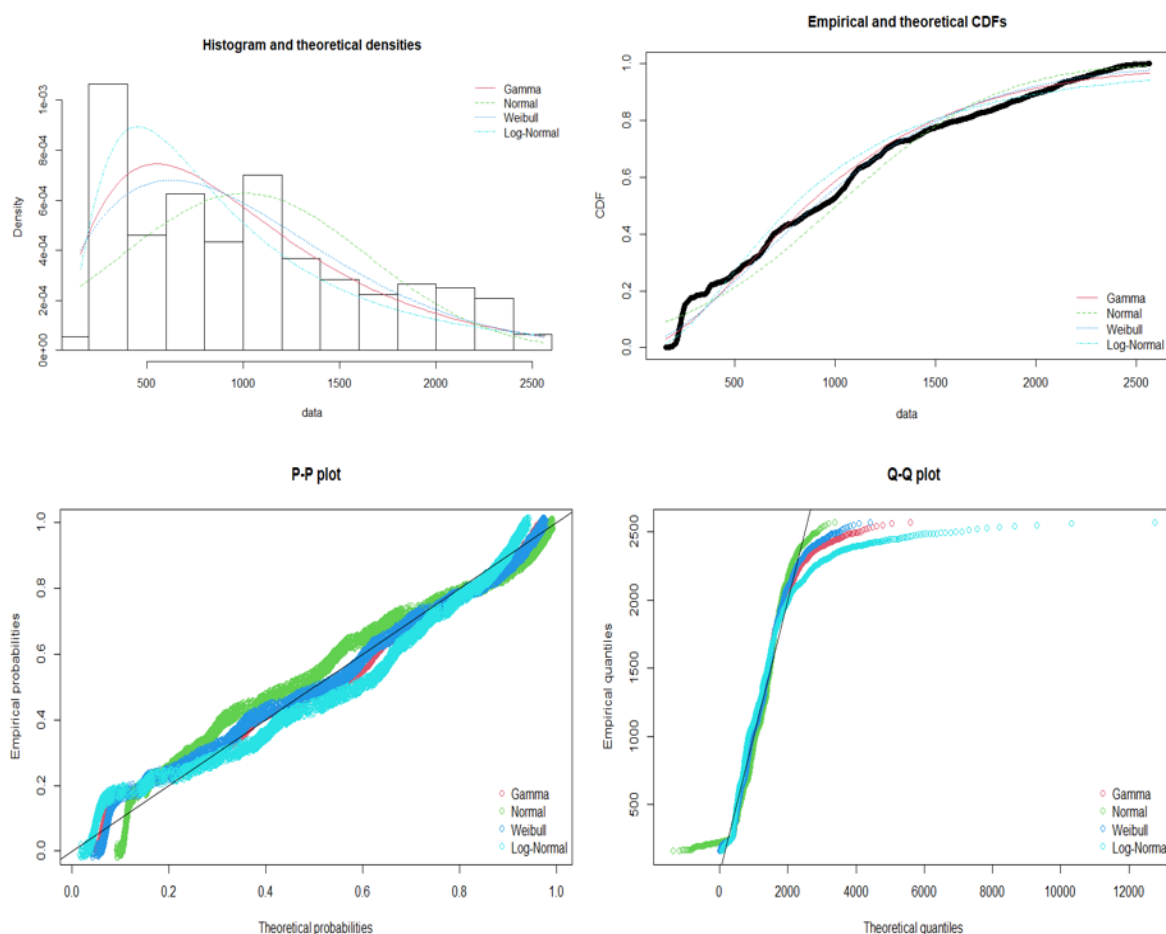 Histogram and theoretical densities
Density
0e+00
2e-04
4e-04
6e-04
8e-04
1e-03
Gamma
Normal
Weibull
Log-Normal
500
1000
1500
2000
2500
data
Empirical and theoretical CDFs
CDF
0.0
0.2
0.4
0.6
0.8
1.0
Gamma
Normal
Weibull
Log-Normal
500
1000
1500
2000
2500
data
P-P plot
Empirical probabilities
0.0
0.2
0.4
0.6
0.8
1.0
Gamma
Normal
Weibull
Log-Normal
0.0
0.2
0.4
0.6
0.8
1.0
Theoretical probabilities
Q-Q plot
Empirical quantiles
500
1000
1500
2000
2500
Gamma
Normal
Weibull
Log-Normal
0
2000
4000
6000
8000
10000
12000
Theoretical quantiles